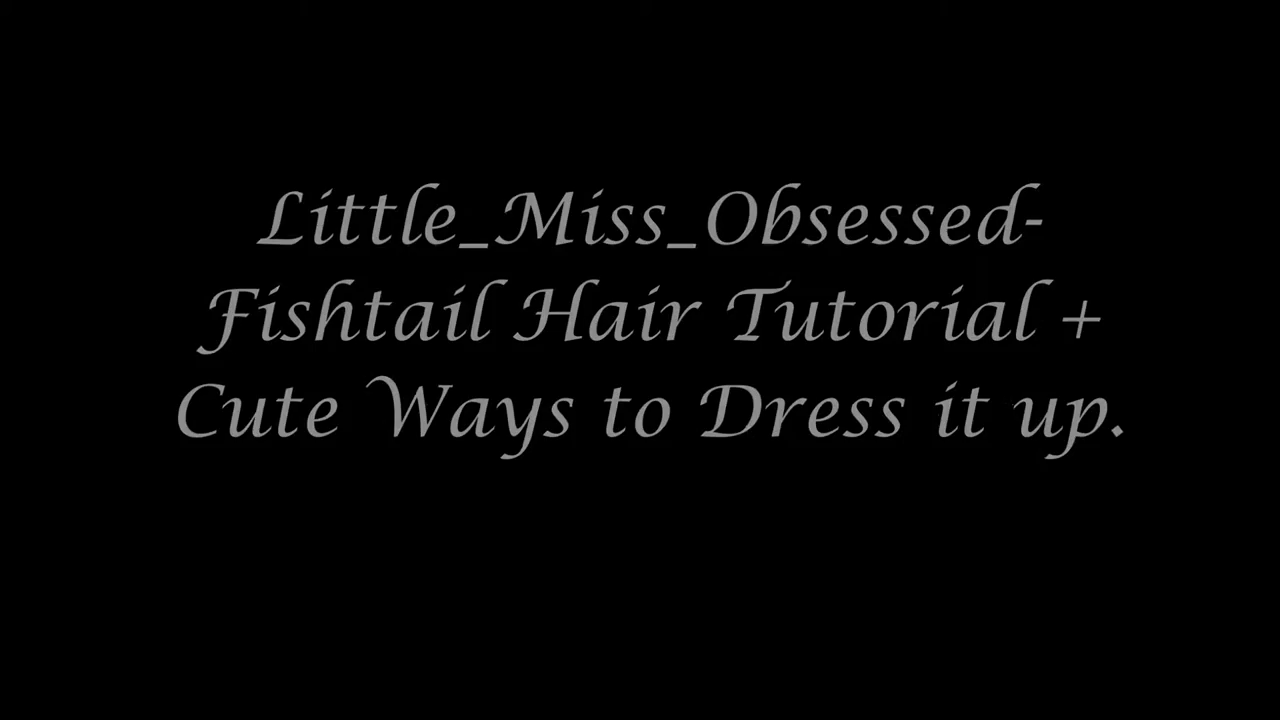 Little_Miss_Obsessed-
Fishtail Hair Tutorial +
Cute Ways to Dress it up.